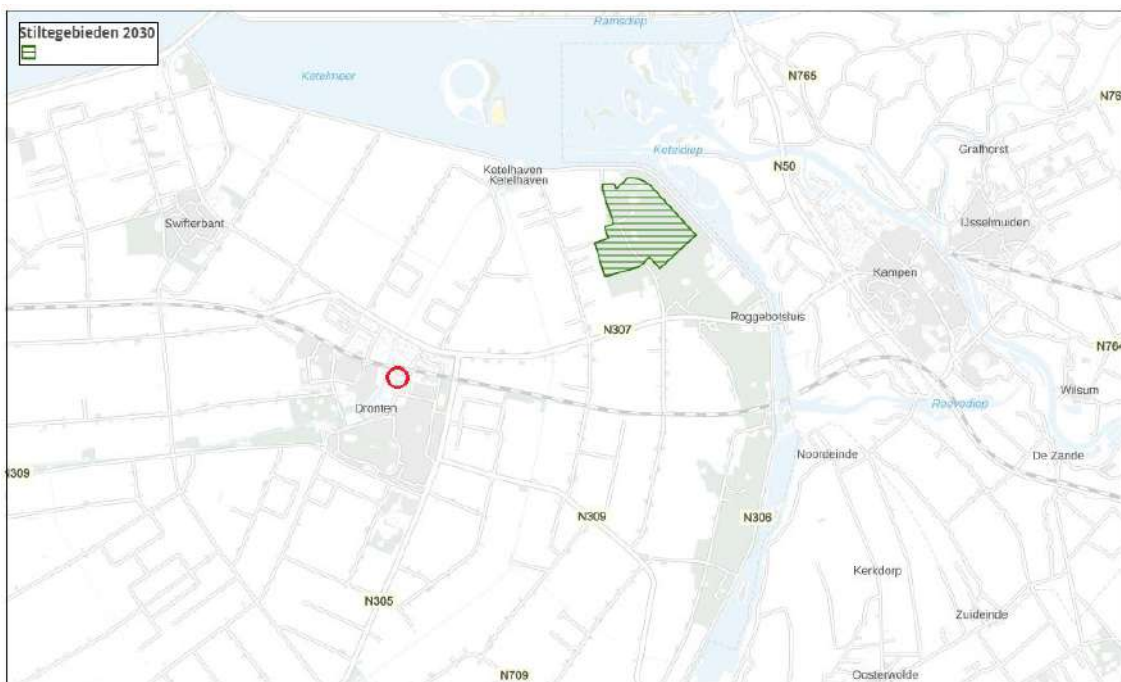 Stiltegebieden 2030
Ramsdiep
Ketelmeer
N765
N76
Keteldiep
Grafhorst
N50
Ketelhaven
Ketelhaven
Swifterbant
IJsselmuiden
Kampen
Roggebotsluis
N307
N764
Wilsum
Reevediep
Dronten
Noordeinde
De Zande
N309
N309
N306
Kerkdorp
N305
Zuideinde
N709
Oosterwolde